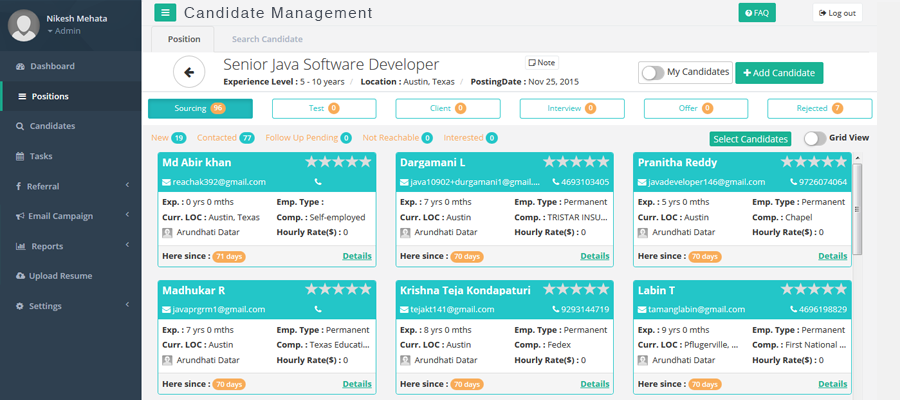 Nikesh Mehata
Admin
Dashboard
Positions
Candidates
Tasks
Referral
Email Campaign
Reports
Upload Resume
Settings
Candidate Management
FAQ
Log out
Position Search Candidate
Senior Java Software Developer
Note
Experience Level : 5 - 10 years / Location : Austin, Texas / PostingDate : Nov 25, 2015
My Candidates
Add Candidate
Sourcing 96 Test 0 Client 0 Interview 0 Offer 0 Rejected 7
New 19 Contacted 77 Follow Up Pending 0 Not Reachable 0 Interested 0
Select Candidates
Grid View
Md Abir khan
reachak392@gmail.com
Exp. : 0 yrs 0 mths Emp. Type :
Curr. LOC : Austin, Texas Comp. : Self-employed
Arundhati Datar Hourly Rate($) : 0
Here since : 71 days Details
Dargamani L
java10902+durgamani1@gmail.... 4693103405
Exp. : 7 yrs 0 mths Emp. Type : Permanent
Curr. LOC : Austin Comp. : TRISTAR INSU...
Arundhati Datar Hourly Rate($) : 0
Here since : 70 days Details
Pranitha Reddy
javadeveloper146@gmail.com 9726074064
Exp. : 5 yrs 0 mths Emp. Type : Permanent
Curr. LOC : Austin Comp. : Chapel
Arundhati Datar Hourly Rate($) : 0
Here since : 70 days Details
Madhukar R
javaprgrm1@gmail.com
Exp. : 7 yrs 0 mths Emp. Type : Permanent
Curr. LOC : Austin Comp. : Texas Educati...
Arundhati Datar Hourly Rate($) : 0
Here since : 70 days Details
Krishna Teja Kondapaturi
tejakt141@gmail.com 9293144719
Exp. : 8 yrs 0 mths Emp. Type : Permanent
Curr. LOC : Austin Comp. : Fedex
Arundhati Datar Hourly Rate($) : 0
Here since : 70 days Details
Labin T
tamanglabin@gmail.com 4696198829
Exp. : 9 yrs 0 mths Emp. Type : Permanent
Curr. LOC : Pflugerville, ... Comp. : First National ...
Arundhati Datar Hourly Rate($) : 0
Here since : 70 days Details